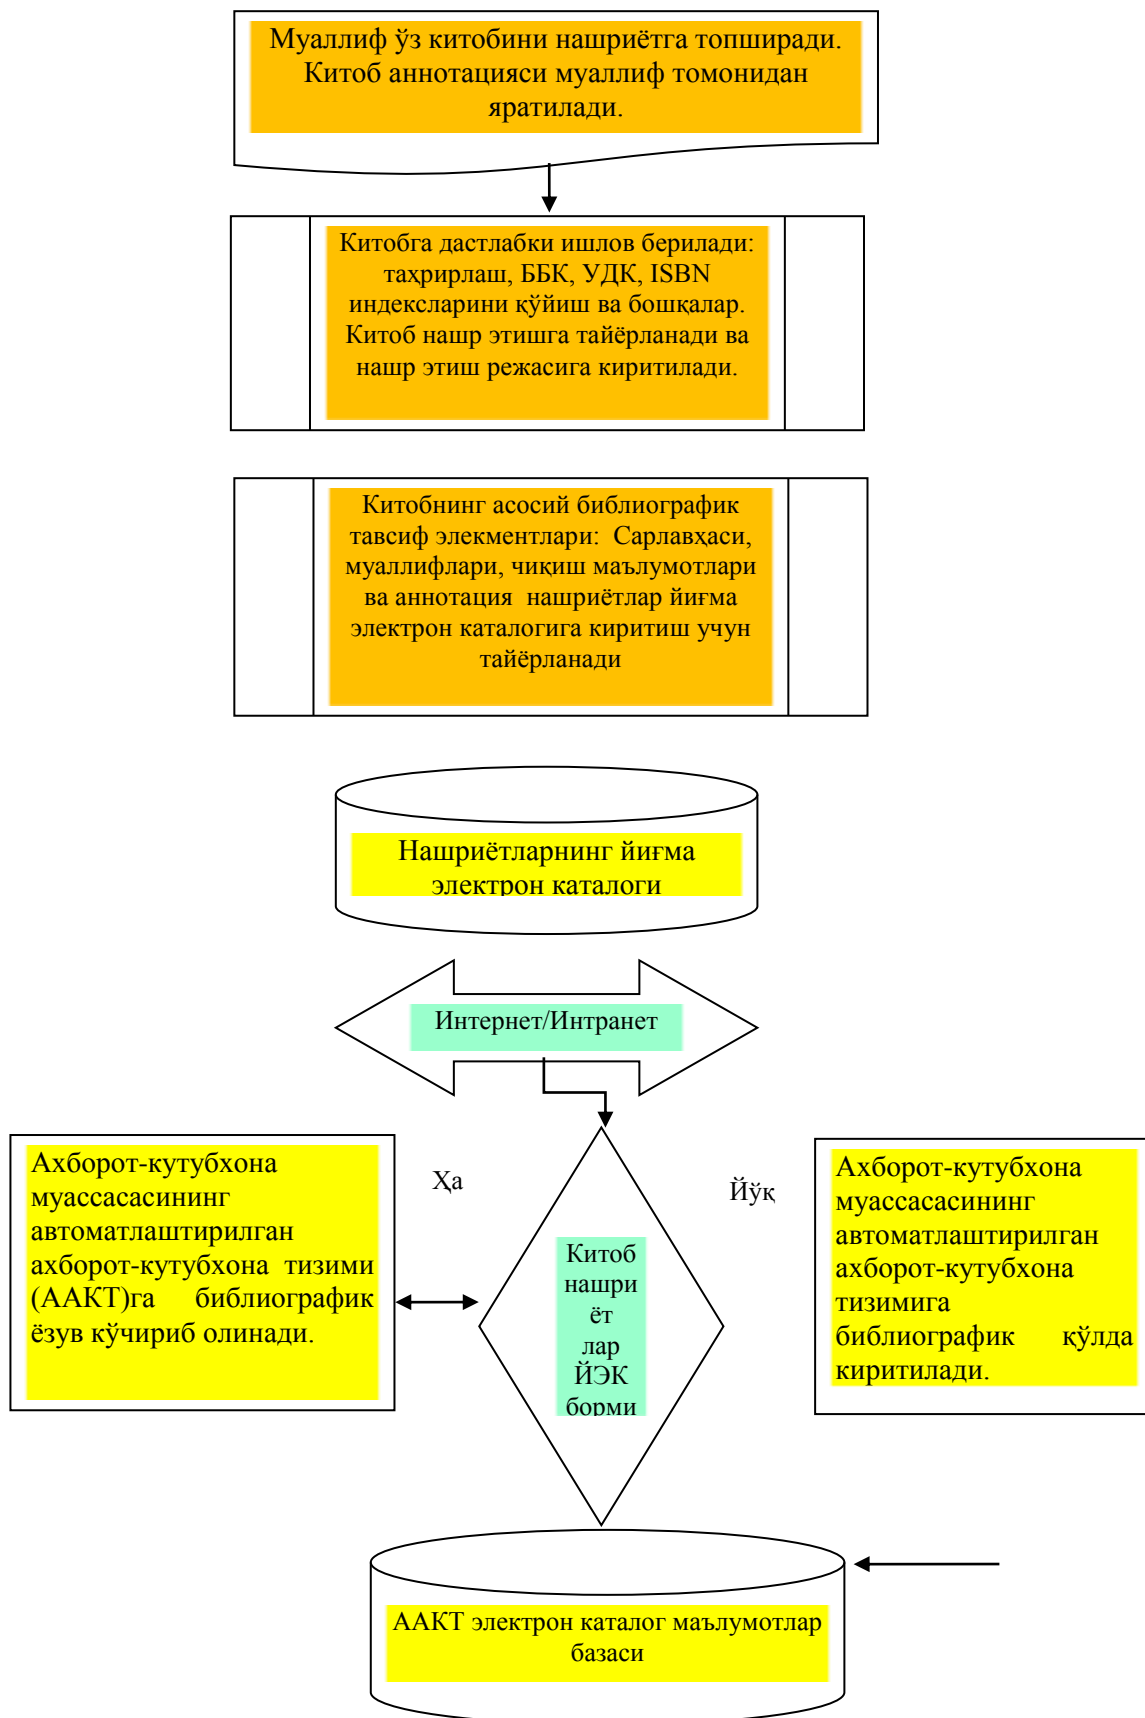 Муаллиф ўз китобини нашриётга топширади.
Китоб аннотацияси муаллиф томонидан
яратилади.
Китобга дастлабки ишлов берилади:
таҳрирлаш, ББК, УДК, ISBN
индексларини қўйиш ва бошқалар.
Китоб нашр этишга тайёрланади ва
нашр этиш режасига киритилади.
Китобнинг асосий библиографик
тавсиф элекментлари: Сарлавҳаси,
муаллифлари, чиқиш маълумотлари
ва аннотация нашриётлар йиғма
электрон каталогига киритиш учун
тайёрланади
Нашриётларнинг йиғма
электрон каталоги
Интернет/Интранет
Ахборот-кутубхона
муассасасининг
автоматлаштирилган
ахборот-кутубхона тизими
(ААКТ)га библиографик
ёзув кўчириб олинади.
Ҳа
Китоб
нашри
ёт
лар
ЙЭК
борми
Йўқ
Ахборот-кутубхона
муассасасининг
автоматлаштирилган
ахборот-кутубхона
тизимига
библиографик қўлда
киритилади.
ААКТ электрон каталог маълумотлар
базаси